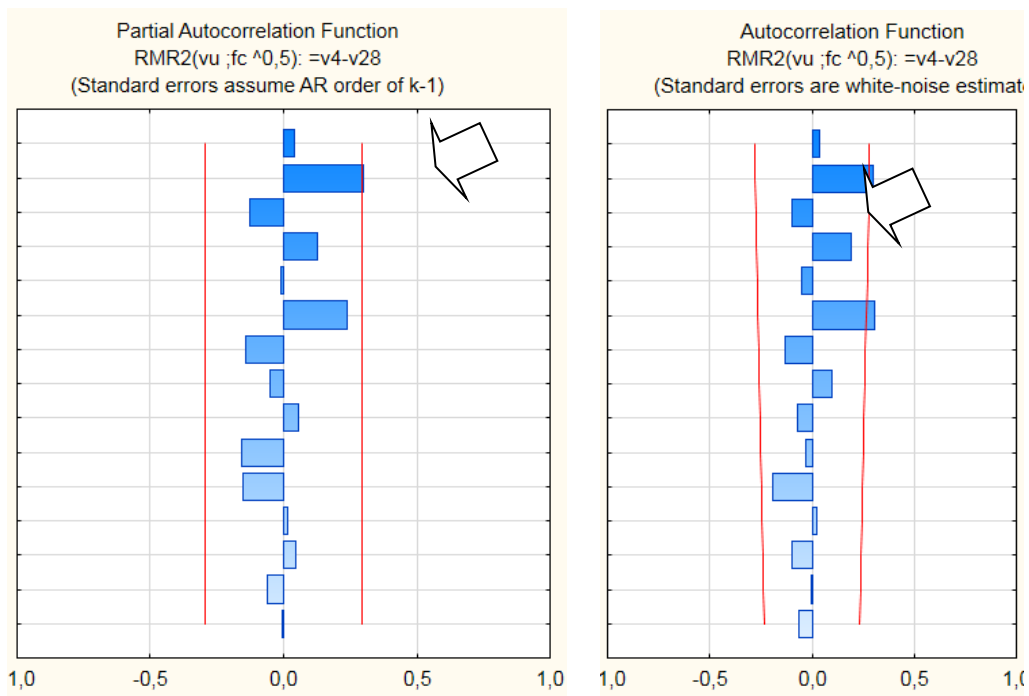 Partial Autocorrelation Function
RMR2(vu ;fc ^0,5): =v4-v28
(Standard errors assume AR order of k-1)
1,0 -0,5 0,0 0,5 1,0
Autocorrelation Function
RMR2(vu ;fc ^0,5): =v4-v28
(Standard errors are white-noise estimate
1,0 -0,5 0,0 0,5 1,0